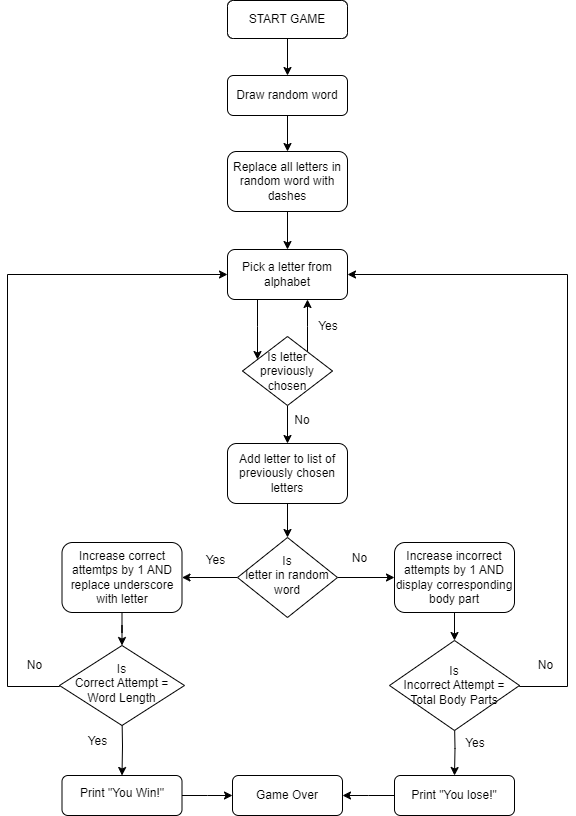 START GAME
Draw random word
Replace all letters in
random word with
dashes
Pick a letter from
alphabet
Yes
Is letter
previously
chosen
No
Add letter to list of
previously chosen
letters
Is
letter in random
word
Yes
No
Increase correct
attemtps by 1 AND
replace underscore
with letter
Increase incorrect
attempts by 1 AND
display corresponding
body part
No
Is
Correct Attempt =
Word Length
Is
Incorrect Attempt =
Total Body Parts
No
Yes
Yes
Print "You Win!"
Game Over
Print "You lose!"